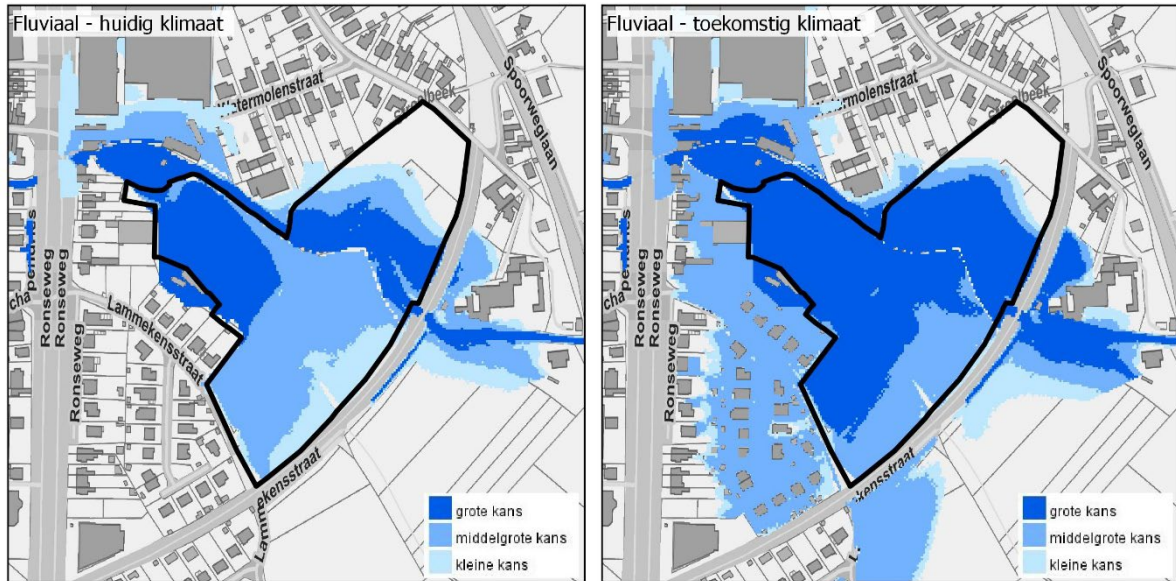 Fluviaal - huidig klimaat
Watermolenstraat
Spoorweglaan
Ronseweg
Ronseweg
Ronseweg
Lammekensstraat
grote kans
middelgrote kans
kleine kans
Fluviaal - toekomstig klimaat
Spoorweglaan
Ronseweg
Ronseweg
Ronseweg
grote kans
middelgrote kans
kleine kans